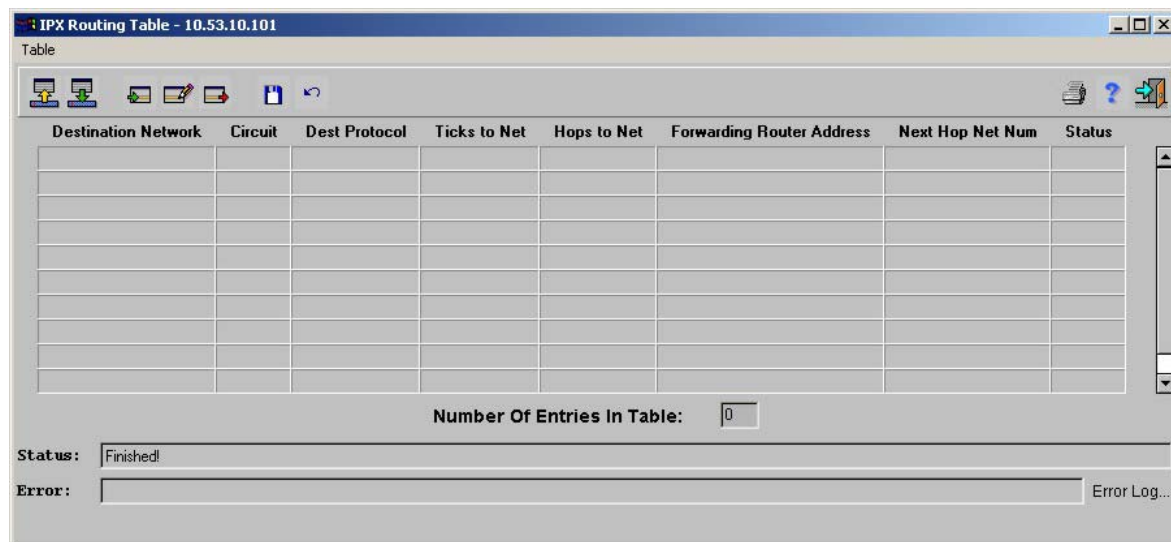 IPX Routing Table - 10.53.10.101
Table
Destination Network Circuit Dest Protocol Ticks to Net Hops to Net Forwarding Router Address Next Hop Net Num Status
Number Of Entries In Table: 0
Status: Finished!
Error: Error Log...